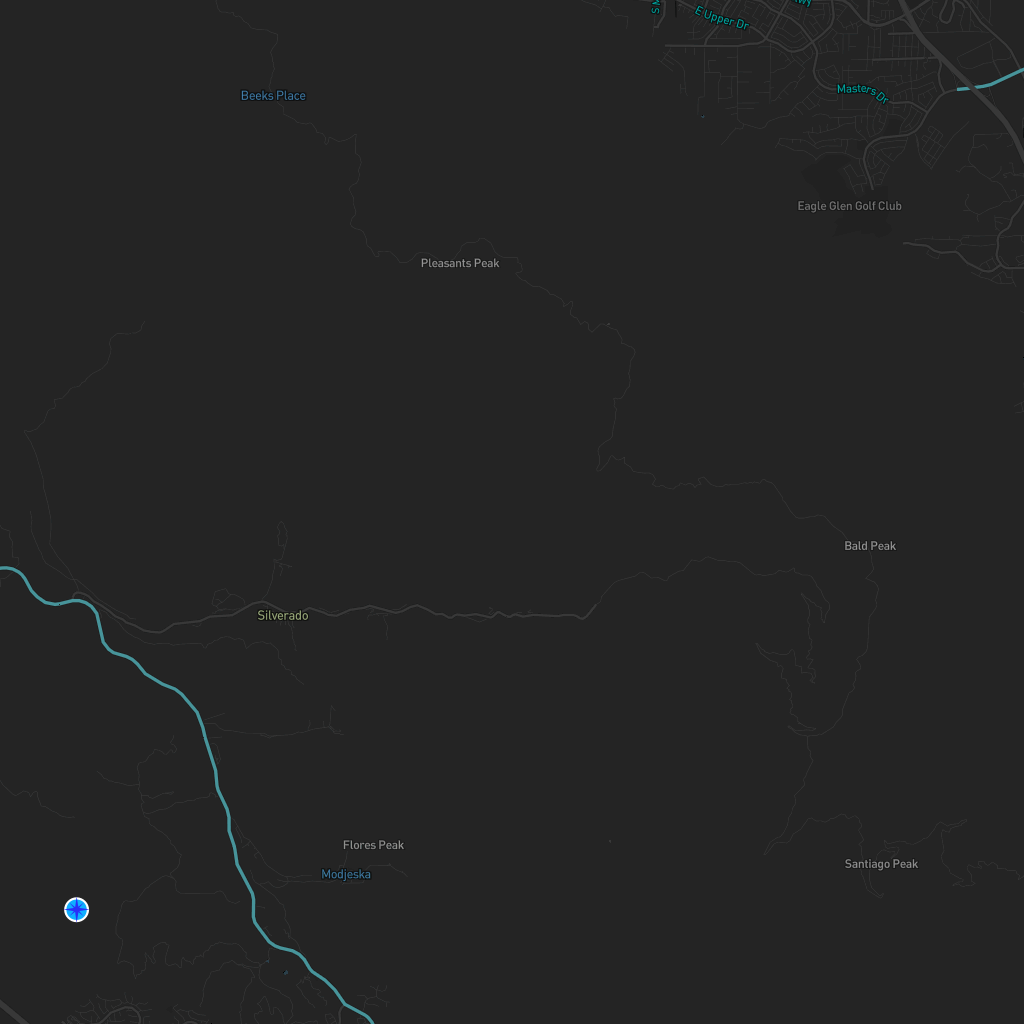 E Upper Dr
Masters Dr
Beeks Place
Eagle Glen Golf Club
Pleasants Peak
Bald Peak
Silverado
Flores Peak
Modjeska
Santiago Peak